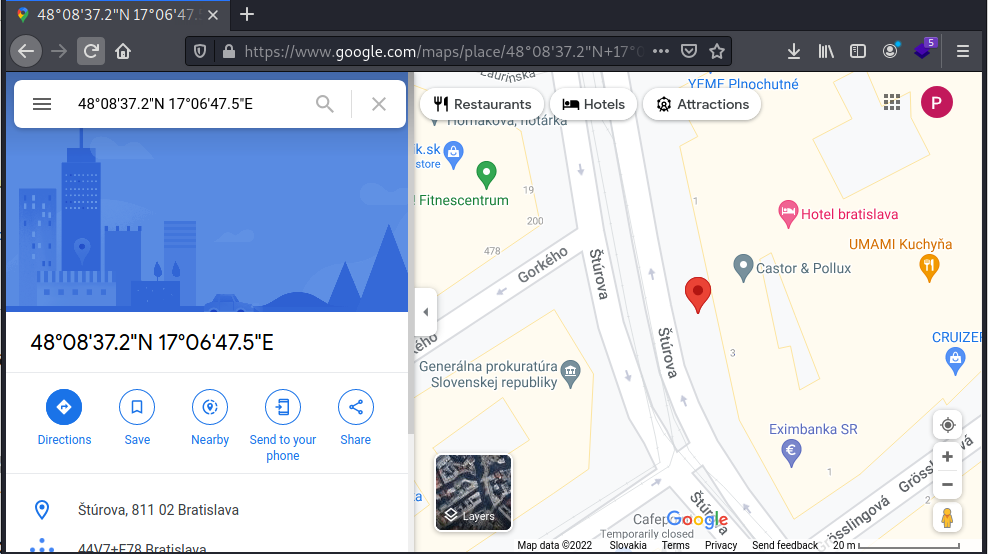 48°08'37.2"N 17°06'47.5
https://www.google.com/maps/place/48°08'37.2"N+17°0
5
48°08'37.2"N 17°06'47.5"E
Restaurants
Hotels
Attractions
P
48°08'37.2"N 17°06'47.5"E
Directions
Save
Nearby
Send to your
phone
Share
Štúrova, 811 02 Bratislava
44V7+F78 Bratislava
Laurínska
YEME Plnochutné
Hornáková, notárka
k.sk
store
! Fitnescentrum
19
200
478
1
Hotel bratislava
UMAMI Kuchyňa
Castor & Pollux
Gorkého
Štúrova
ého
Štúrova
3
CRUIZER
Generálna prokuratúra
Slovenskej republiky
Eximbanka SR
€
1
Grösslingová
Grösslingová
Štúrova
a
Layers
Cafep
Google
Temporarily closed
Map data ©2022
Slovakia
Terms
Privacy
Send feedback
20 m